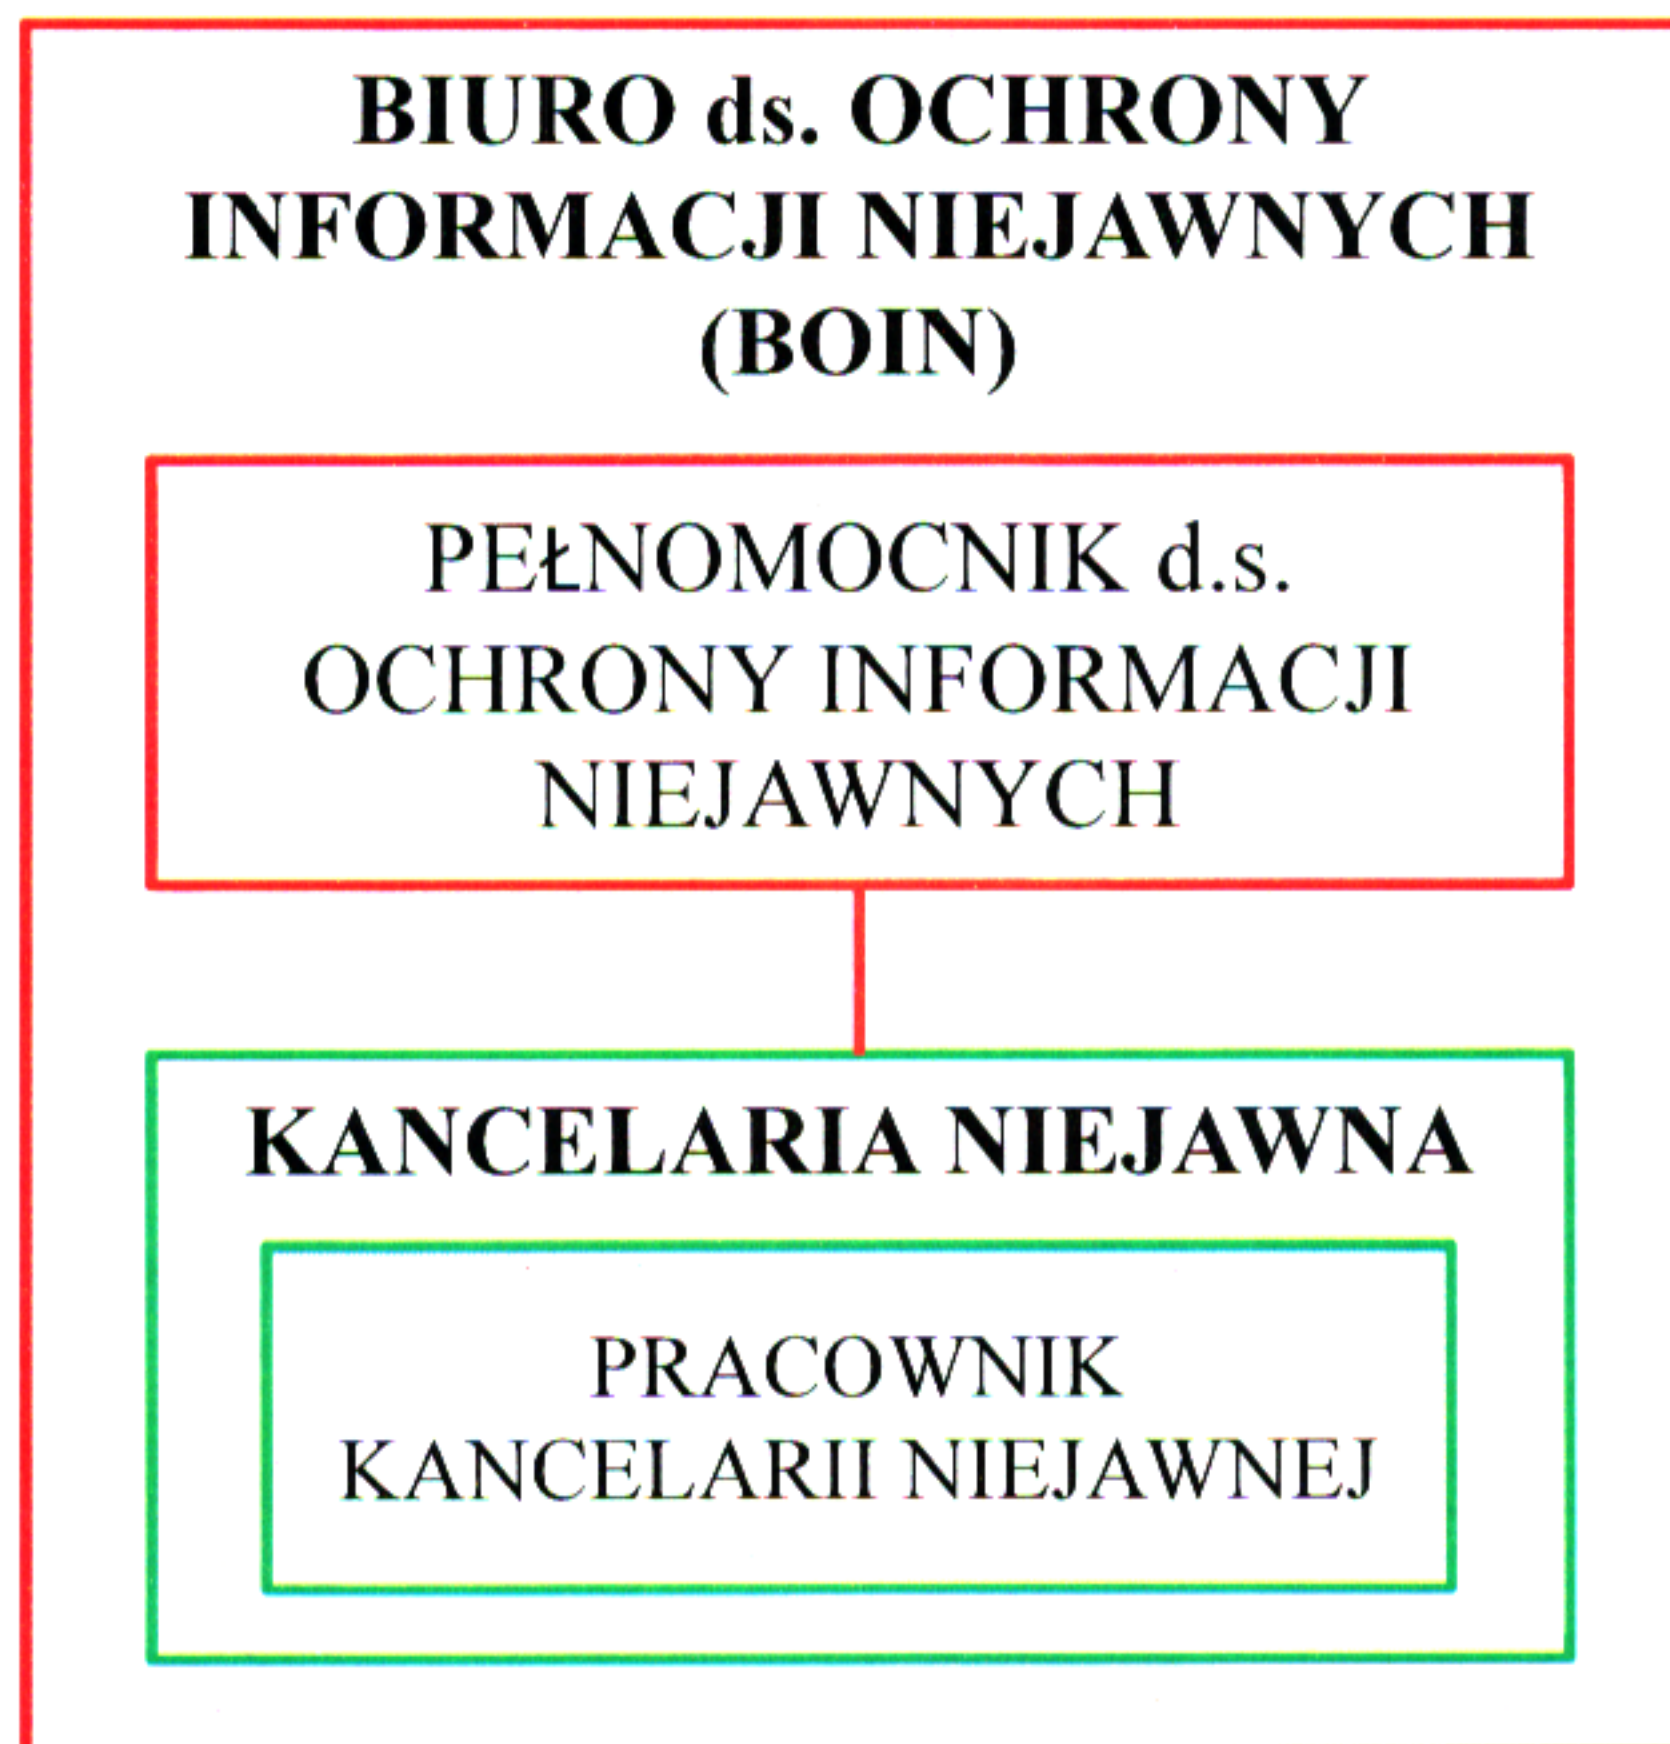 BIURO ds. OCHRONY
INFORMACJI NIEJAWNYCH
(BOIN)
PEŁNOMOCNIK d.s.
OCHRONY INFORMACJI
NIEJAWNYCH
KANCELARIA NIEJAWNA
PRACOWNIK
KANCELARII NIEJAWNEJ